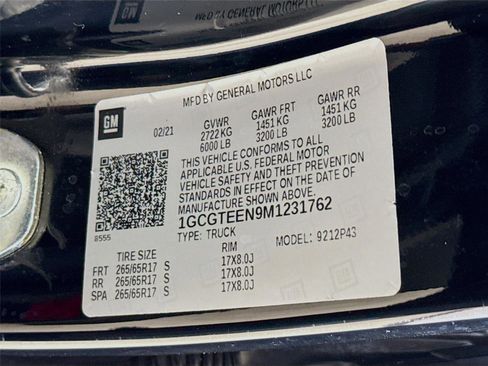 MFD BY GENERAL MOTORS LLC
GM
02/21
GVWR GAWR FRT GAWR RR
2722 KG 1451 KG 1451 KG
6000 LB 3200 LB 3200 LB
THIS VEHICLE CONFORMS TO ALL
APPLICABLE U.S. FEDERAL MOTOR
VEHICLE SAFETY AND THEFT PREVENTION
STANDARDS IN EFFECT ON THE DATE OF
MANUFACTURE SHOWN ABOVE.
1GCGTEEN9M1231762
8555
TYPE: TRUCK MODEL: 9212P43
TIRE SIZE RIM
FRT 265/65R17 S 17X8.0J
RR 265/65R17 S 17X8.0J
SPA 265/65R17 S 17X8.0J